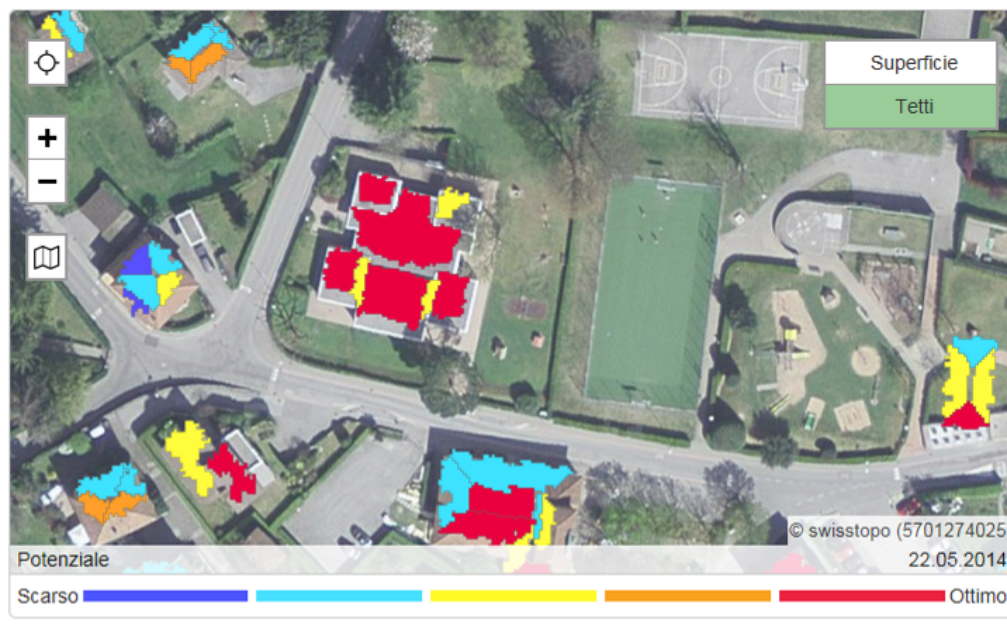 Superficie
Tetti
+
−
© swisstopo (5701274025
Potenziale 22.05.2014
Scarso Ottimo